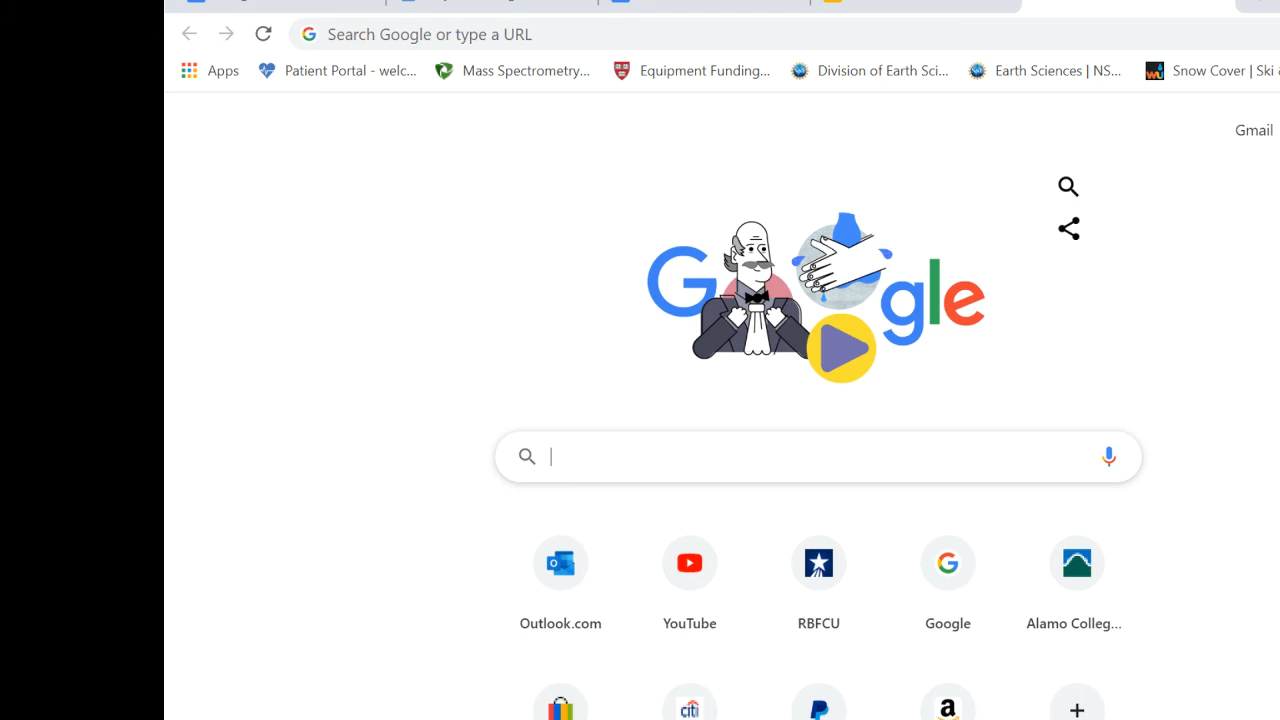 Search Google or type a URL
Apps Patient Portal - welc... Mass Spectrometry... Equipment Funding... Division of Earth Sci... Earth Sciences | NS... Snow Cover | Ski &
Gmail
Google
Outlook.com YouTube RBFCU Google Alamo Colleg...
citi